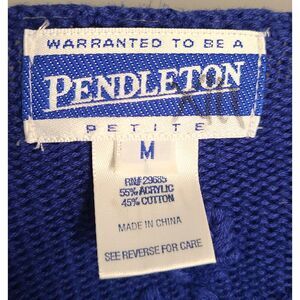 WARRANTED TO BE A
PENDLETON
PETITE
M
RN# 29685
55% ACRYLIC
45% COTTON
MADE IN CHINA
SEE REVERSE FOR CARE